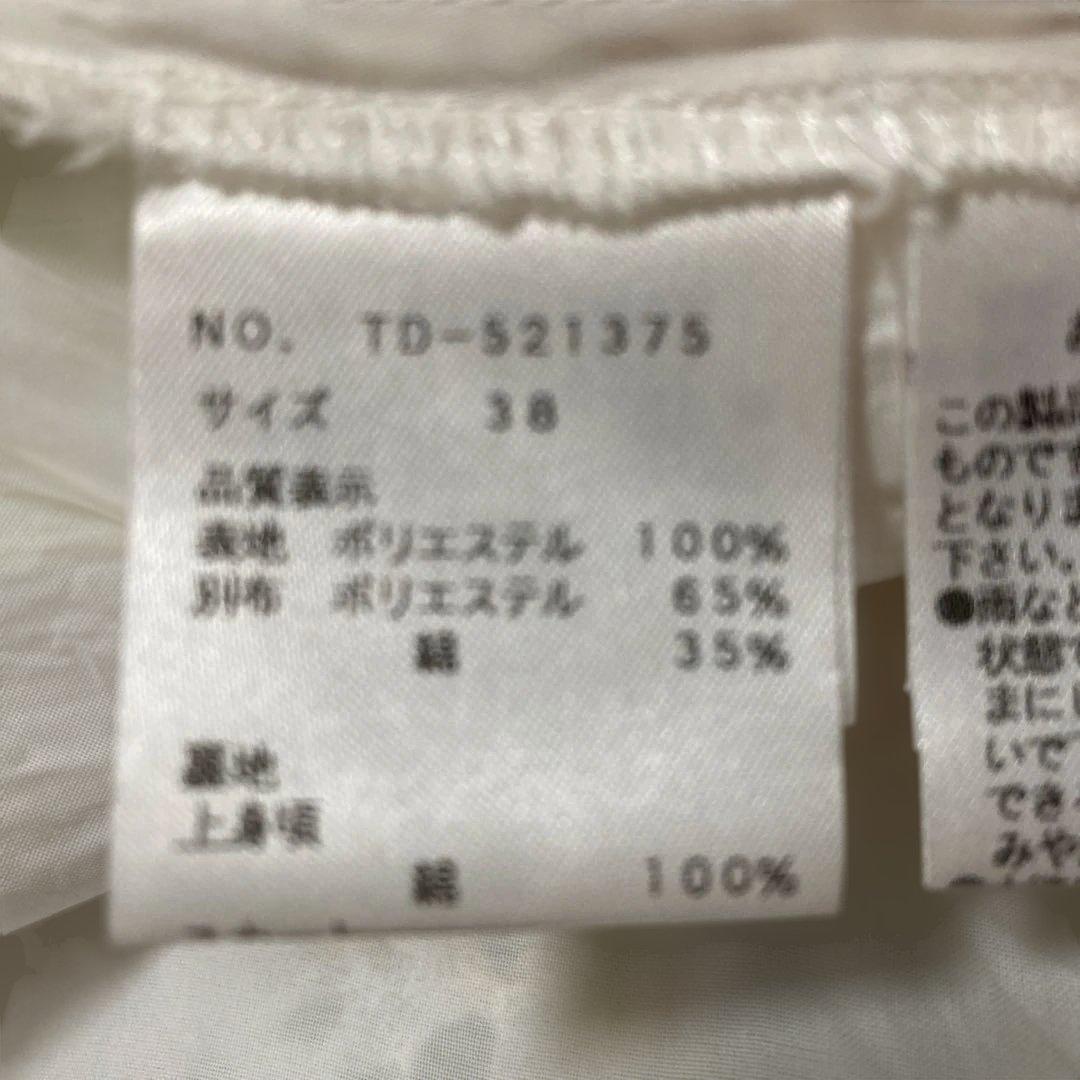 NO. TD-521375
サイズ 38
品質表示
表地 ポリエステル 100%
別布 ポリエステル 65%
綿 35%
裏地
上身頃
綿 100%
この製品
ものです
となりま
下さい。
●雨など
状態で
まにし
いで
できる
みや